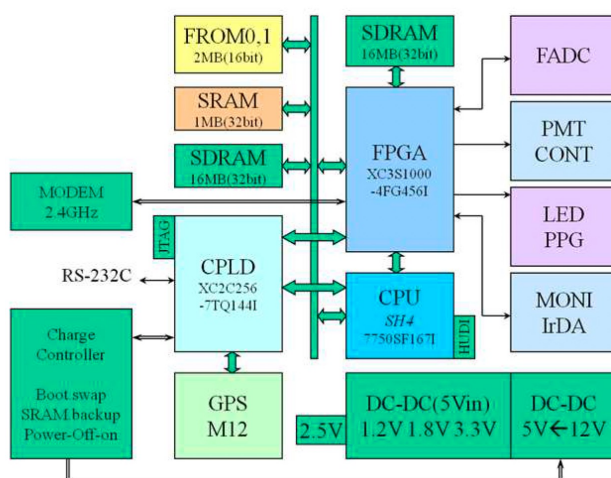 FROM0,1
2MB(16bit)
SRAM
1MB(32bit)
SDRAM
16MB(32bit)
SDRAM
16MB(32bit)
FPGA
XC3S1000
-4FG456I
FADC
PMT
CONT
LED
PPG
MONI
IrDA
MODEM
2.4GHz
JTAG
RS-232C
CPLD
XC2C256
-7TQ144I
CPU
SH4
7750SF167I
HUDI
Charge
Controller
Boot swap
SRAM backup
Power-Off-on
GPS
M12
2.5V
DC-DC(5Vin)
1.2V 1.8V 3.3V
DC-DC
5V←12V